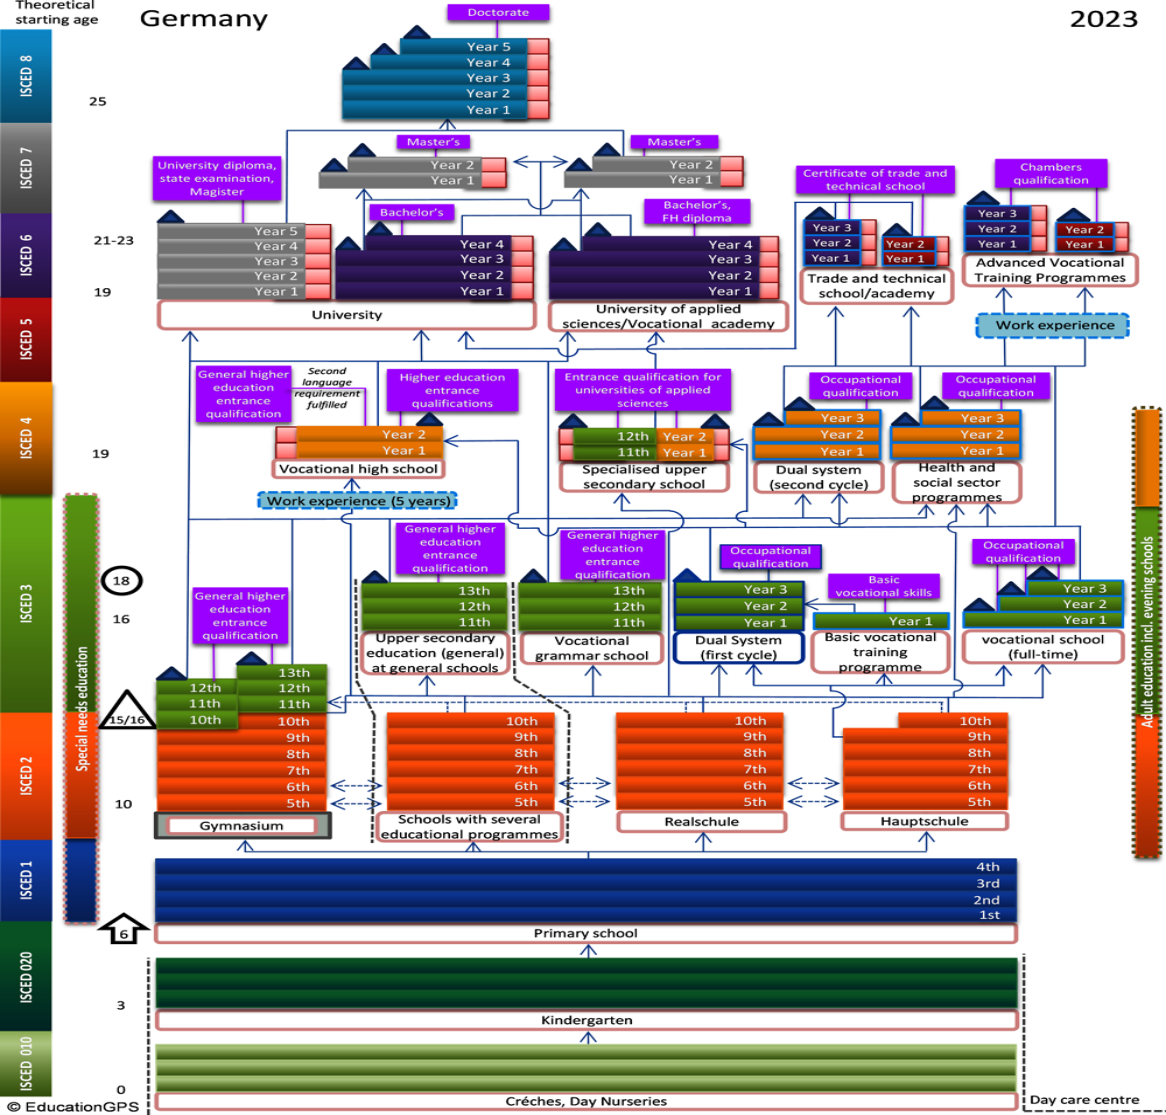 Theoretical
starting age
Germany
2023
Doctorate
ISCED 8
Year 5
Year 4
Year 3
Year 2
Year 1
25
ISCED 7
Master's
Year 2
Year 1
Master's
Year 2
Year 1
University diploma,
state examination,
Magister
Bachelor's
Bachelor's,
FH diploma
Certificate of trade and
technical school
Chambers
qualification
ISCED 6
21-23
19
Year 5
Year 4
Year 3
Year 2
Year 1
Year 4
Year 3
Year 2
Year 1
University
Year 4
Year 3
Year 2
Year 1
University of applied
sciences/Vocational academy
Year 3
Year 2
Year 1
Year 2
Year 1
Trade and technical
school/academy
Year 3
Year 2
Year 1
Year 2
Year 1
Advanced Vocational
Training Programmes
Work experience
ISCED 5
General higher
education
entrance
qualification
Second
language
requirement
fulfilled
Higher education
entrance
qualifications
Entrance qualification for
universities of applied
sciences
Occupational
qualification
Occupational
qualification
ISCED 4
19
Year 2
Year 1
Vocational high school
Work experience (5 years)
12th
11th
Year 2
Year 1
Specialised upper
secondary school
Year 3
Year 2
Year 1
Dual system
(second cycle)
Year 3
Year 2
Year 1
Health and
social sector
programmes
ISCED 3
18
16
15/16
General higher
education
entrance
qualification
General higher
education
entrance
qualification
General higher
education
entrance
qualification
Occupational
qualification
Basic
vocational skills
Occupational
qualification
13th
12th
11th
Upper secondary
education (general)
at general schools
13th
12th
11th
Vocational
grammar school
Year 3
Year 2
Year 1
Dual System
(first cycle)
Year 1
Basic vocational
training
programme
Year 3
Year 2
Year 1
vocational school
(full-time)
12th
11th
10th
13th
12th
11th
Special needs education
Adult education incl. evening schools
ISCED 2
10
10th
9th
8th
7th
6th
5th
Gymnasium
10th
9th
8th
7th
6th
5th
Schools with several
educational programmes
10th
9th
8th
7th
6th
5th
Realschule
10th
9th
8th
7th
6th
5th
Hauptschule
ISCED 1
6
4th
3rd
2nd
1st
Primary school
ISCED 020
3
Kindergarten
ISCED 010
0
Créches, Day Nurseries
Day care centre
© EducationGPS